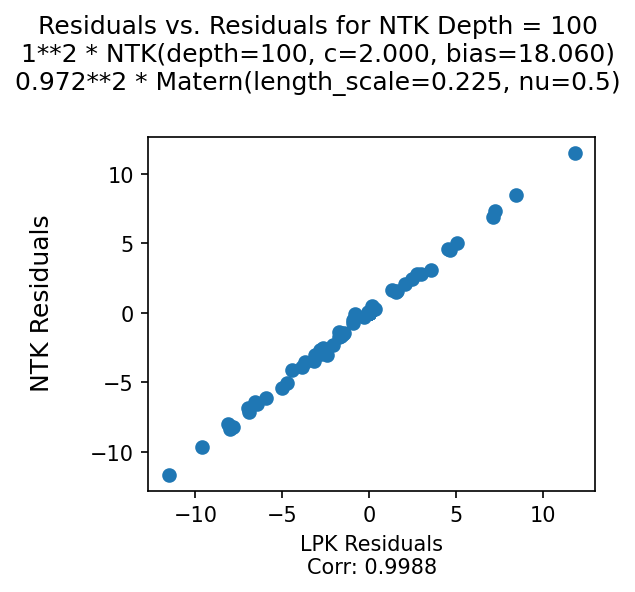 Residuals vs. Residuals for NTK Depth = 100
1**2 * NTK(depth=100, c=2.000, bias=18.060)
0.972**2 * Matern(length_scale=0.225, nu=0.5)
10
5
0
−5
−10
NTK Residuals
−10 −5 0 5 10
LPK Residuals
Corr: 0.9988